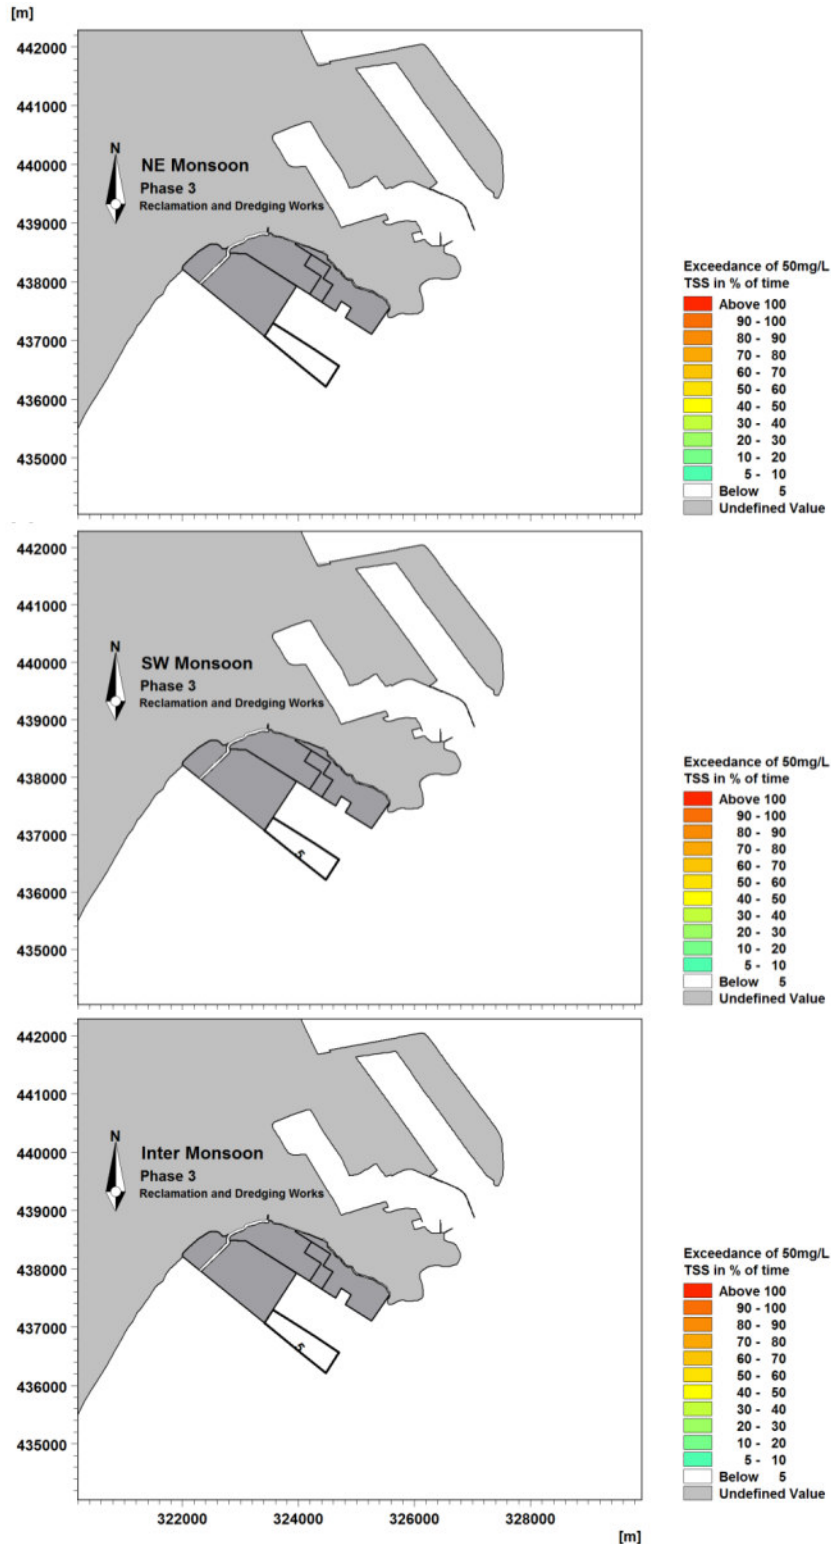 [m]
442000
441000
440000
439000
438000
437000
436000
435000
N
NE Monsoon
Phase 3
Reclamation and Dredging Works
Exceedance of 50mg/L
TSS in % of time
Above 100
90 - 100
80 - 90
70 - 80
60 - 70
50 - 60
40 - 50
30 - 40
20 - 30
10 - 20
5 - 10
Below 5
Undefined Value
442000
441000
440000
439000
438000
437000
436000
435000
N
SW Monsoon
Phase 3
Reclamation and Dredging Works
5
Exceedance of 50mg/L
TSS in % of time
Above 100
90 - 100
80 - 90
70 - 80
60 - 70
50 - 60
40 - 50
30 - 40
20 - 30
10 - 20
5 - 10
Below 5
Undefined Value
442000
441000
440000
439000
438000
437000
436000
435000
N
Inter Monsoon
Phase 3
Reclamation and Dredging Works
5
Exceedance of 50mg/L
TSS in % of time
Above 100
90 - 100
80 - 90
70 - 80
60 - 70
50 - 60
40 - 50
30 - 40
20 - 30
10 - 20
5 - 10
Below 5
Undefined Value
322000 324000 326000 328000
[m]